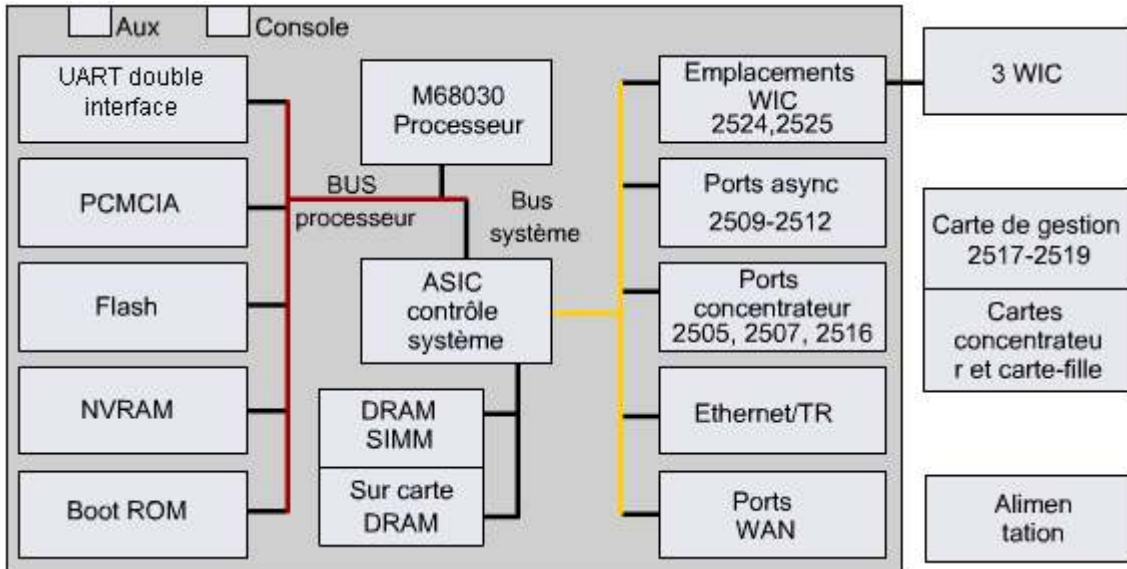 Aux
Console
UART double
interface
PCMCIA
Flash
NVRAM
Boot ROM
M68030
Processeur
BUS
processeur
Bus
système
ASIC
contrôle
système
DRAM
SIMM
Sur carte
DRAM
Emplacements
WIC
2524,2525
Ports async
2509-2512
Ports
concentrateur
2505, 2507, 2516
Ethernet/TR
Ports
WAN
3 WIC
Carte de gestion
2517-2519
Cartes
concentrateu
r et carte-fille
Alimen
tation